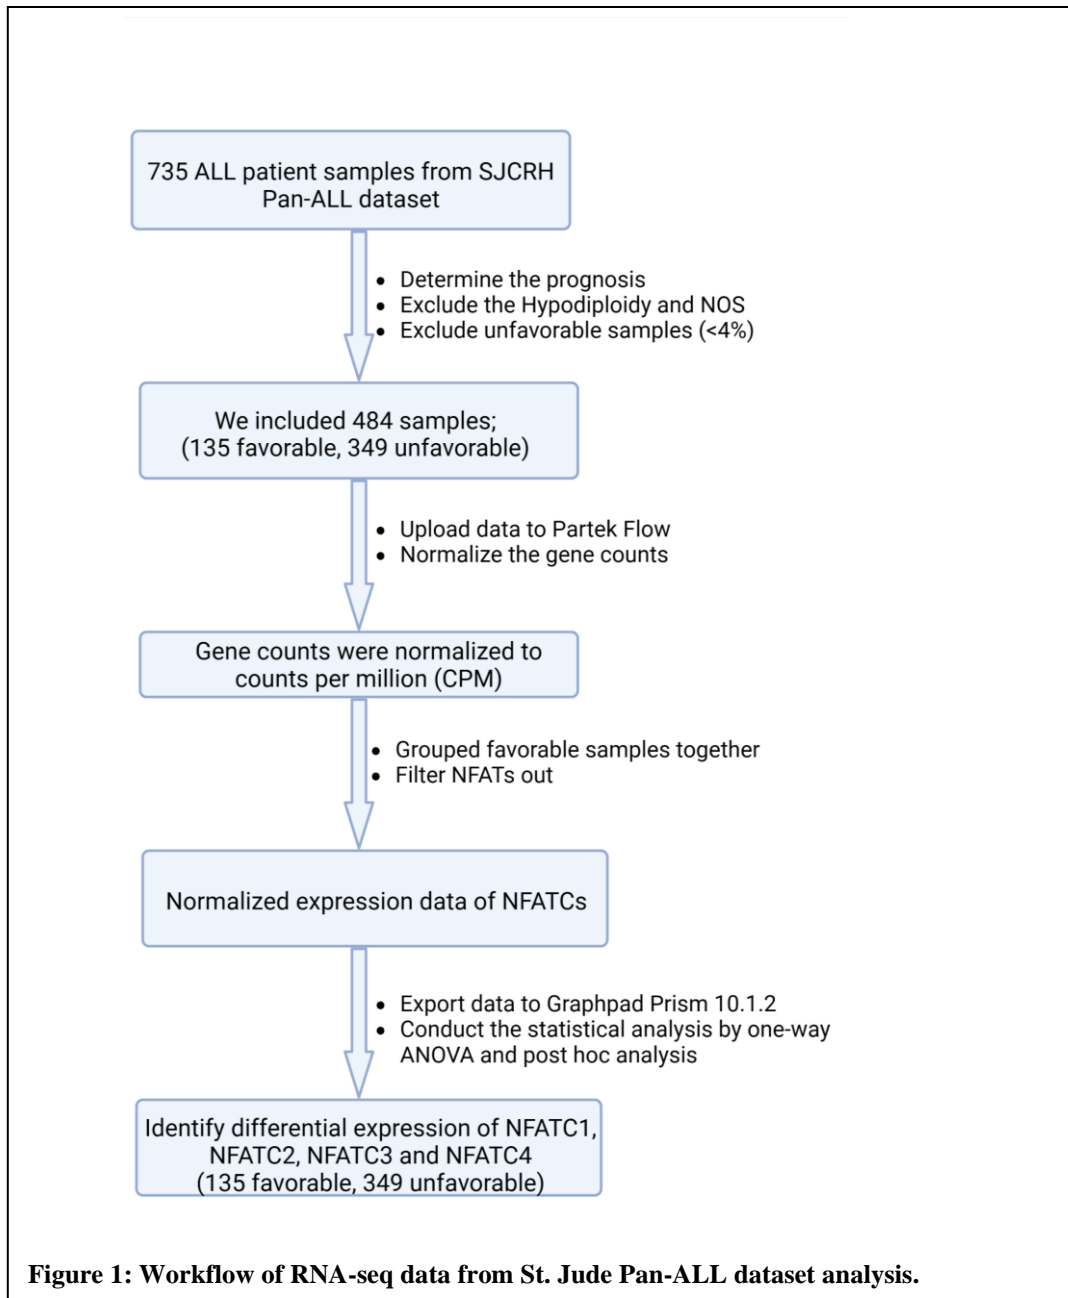 735 ALL patient samples from SJCRH
Pan-ALL dataset
• Determine the prognosis
• Exclude the Hypodiploidy and NOS
• Exclude unfavorable samples (<4%)
We included 484 samples;
(135 favorable, 349 unfavorable)
• Upload data to Partek Flow
• Normalize the gene counts
Gene counts were normalized to
counts per million (CPM)
• Grouped favorable samples together
• Filter NFATs out
Normalized expression data of NFATCs
• Export data to Graphpad Prism 10.1.2
• Conduct the statistical analysis by one-way
ANOVA and post hoc analysis
Identify differential expression of NFATC1,
NFATC2, NFATC3 and NFATC4
(135 favorable, 349 unfavorable)
Figure 1: Workflow of RNA-seq data from St. Jude Pan-ALL dataset analysis.